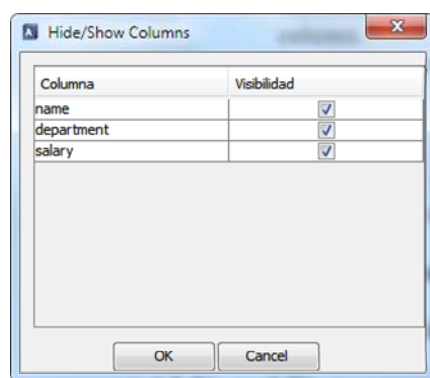 Hide/Show Columns
Columna Visibilidad
name
department
salary
OK Cancel